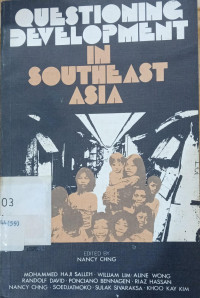 QUESTIONING
DEVELOPMENT
IN
SOUTHEAST
ASIA
03
1989
EDITED BY
NANCY CHNG
MOHAMMED HAJI SALLEH · WILLIAM LIM · ALINE WONG
RANDOLF DAVID · PONCIANO BENNAGEN · RIAZ HASSAN
NANCY CHNG · SOEDJATMOKO · SULAK SIVARAKSA · KHOO KAY KIM